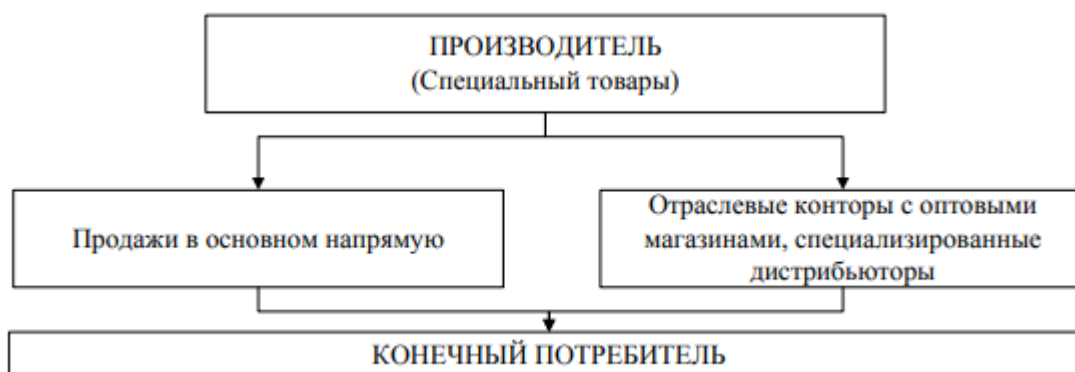 ПРОИЗВОДИТЕЛЬ
(Специальный товары)
Продажи в основном напрямую
Отраслевые конторы с оптовыми
магазинами, специализированные
дистрибьюторы
КОНЕЧНЫЙ ПОТРЕБИТЕЛЬ